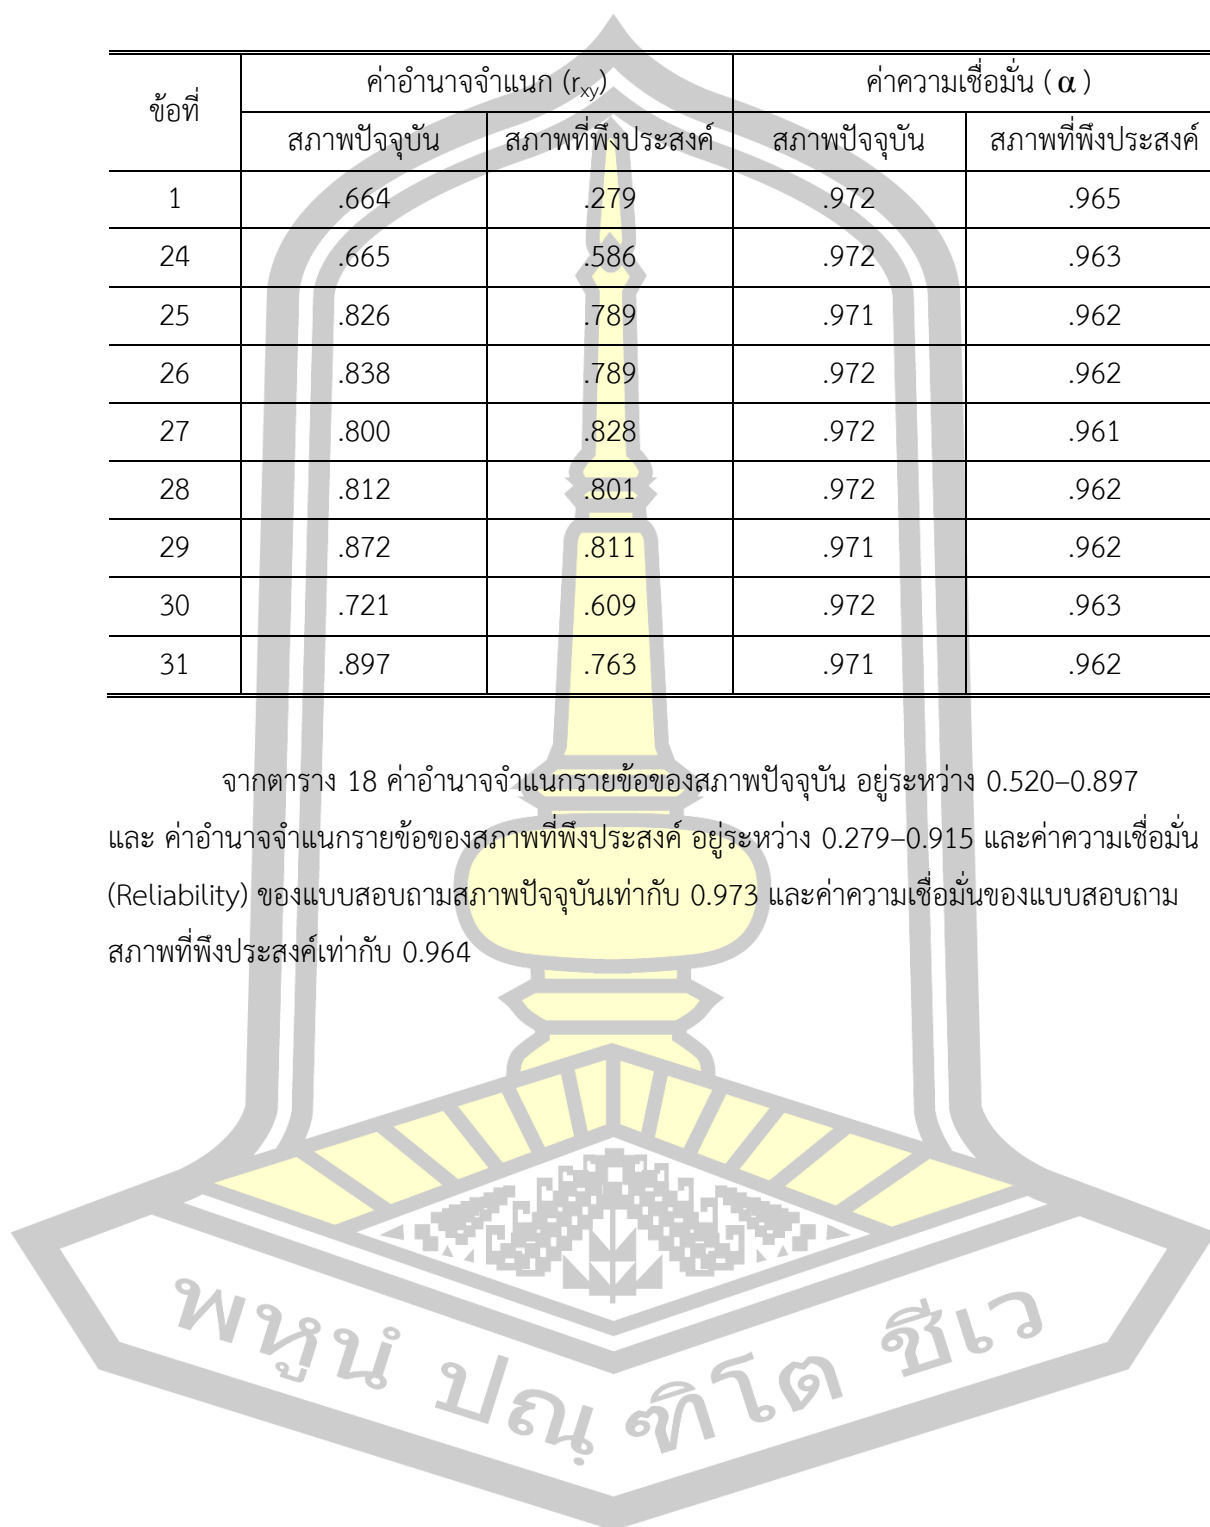 ข้อที่ ค่าอำนาจจำแนก (rxy) ค่าความเชื่อมั่น (α)
สภาพปัจจุบัน สภาพที่พึงประสงค์ สภาพปัจจุบัน สภาพที่พึงประสงค์
1 .664 .279 .972 .965
24 .665 .586 .972 .963
25 .826 .789 .971 .962
26 .838 .789 .972 .962
27 .800 .828 .972 .961
28 .812 .801 .972 .962
29 .872 .811 .971 .962
30 .721 .609 .972 .963
31 .897 .763 .971 .962
จากตาราง 18 ค่าอำนาจจำแนกรายข้อของสภาพปัจจุบัน อยู่ระหว่าง 0.520–0.897
และ ค่าอำนาจจำแนกรายข้อของสภาพที่พึงประสงค์ อยู่ระหว่าง 0.279–0.915 และค่าความเชื่อมั่น
(Reliability) ของแบบสอบถามสภาพปัจจุบันเท่ากับ 0.973 และค่าความเชื่อมั่นของแบบสอบถาม
สภาพที่พึงประสงค์เท่ากับ 0.964
พหูนํ ปณฺฑิโต ชีเว